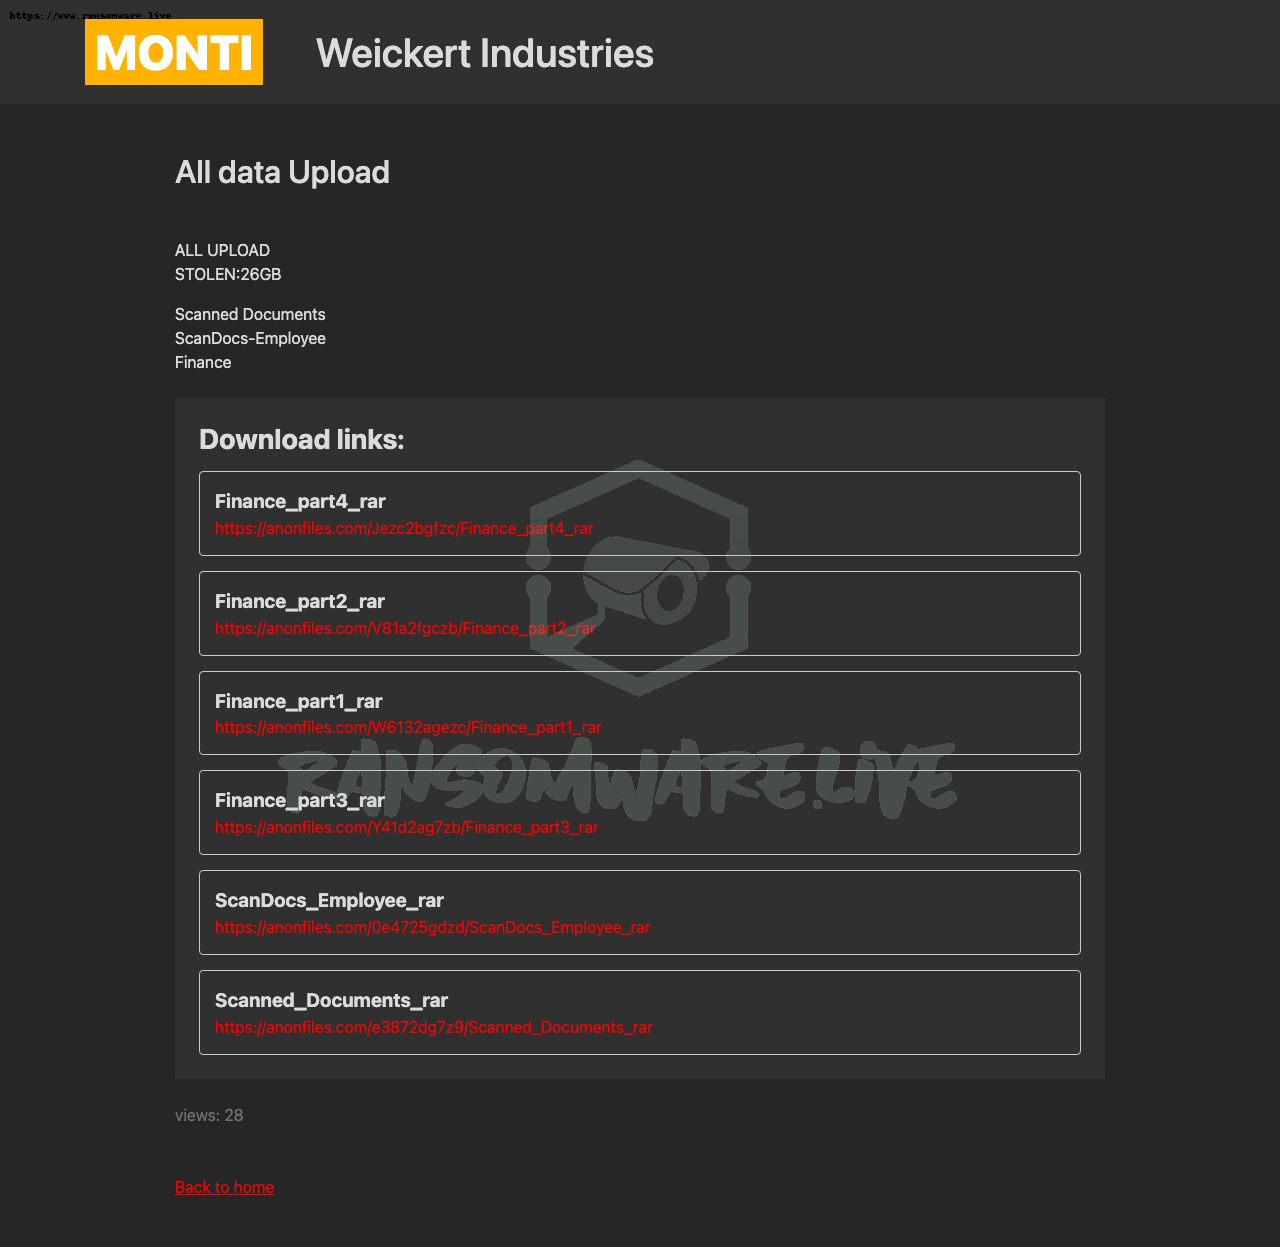 https://www.ransomware.live
MONTI
Weickert Industries
All data Upload
ALL UPLOAD
STOLEN:26GB
Scanned Documents
ScanDocs-Employee
Finance
Download links:
Finance_part4_rar
https://anonfiles.com/Jezc2bgfzc/Finance_part4_rar
Finance_part2_rar
https://anonfiles.com/V81a2fgczb/Finance_part2_rar
Finance_part1_rar
https://anonfiles.com/W6132agezc/Finance_part1_rar
RANSOMWARE.LIVE
Finance_part3_rar
https://anonfiles.com/Y41d2ag7zb/Finance_part3_rar
ScanDocs_Employee_rar
https://anonfiles.com/0e4725gdzd/ScanDocs_Employee_rar
Scanned_Documents_rar
https://anonfiles.com/e3872dg7z9/Scanned_Documents_rar
views: 28
Back to home